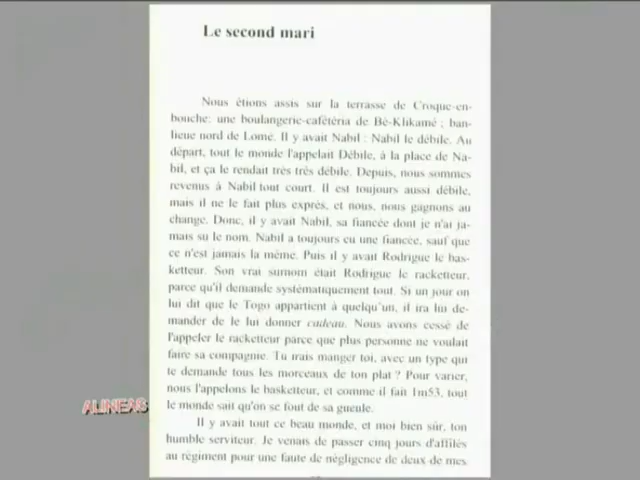 Le second mari
Nous étions assis sur la terrasse de Croque-en-
bouche: une boulangerie-cafétéria de Bè-Klikamé ; ban-
lieue nord de Lomé. Il y avait Nabil : Nabil le débile. Au
départ, tout le monde l'appelait Débile, à la place de Na-
bil, et ça le rendait très très débile. Depuis, nous sommes
revenus à Nabil tout court. Il est toujours aussi débile,
mais il ne le fait plus exprès, et nous, nous gagnons au
change. Donc, il y avait Nabil, sa fiancée dont je n'ai ja-
mais su le nom. Nabil a toujours eu une fiancée, sauf que
ce n'est jamais la même. Puis il y avait Rodrigue le bas-
ketteur. Son vrai surnom était Rodrigue le racketteur,
parce qu'il demande systématiquement tout. Si un jour on
lui dit que le Togo appartient à quelqu'un, il ira lui de-
mander de le lui donner cadeau. Nous avons cessé de
l'appeler le racketteur parce que plus personne ne voulait
faire sa compagnie. Tu irais manger toi, avec un type qui
te demande tous les morceaux de ton plat ? Pour varier,
nous l'appelons le basketteur, et comme il fait 1m53, tout
le monde sait qu'on se fout de sa gueule.
Il y avait tout ce beau monde, et moi bien sûr, ton
humble serviteur. Je venais de passer cinq jours d'affilés
au régiment pour une faute de négligence de deux de mes
ALINEAS